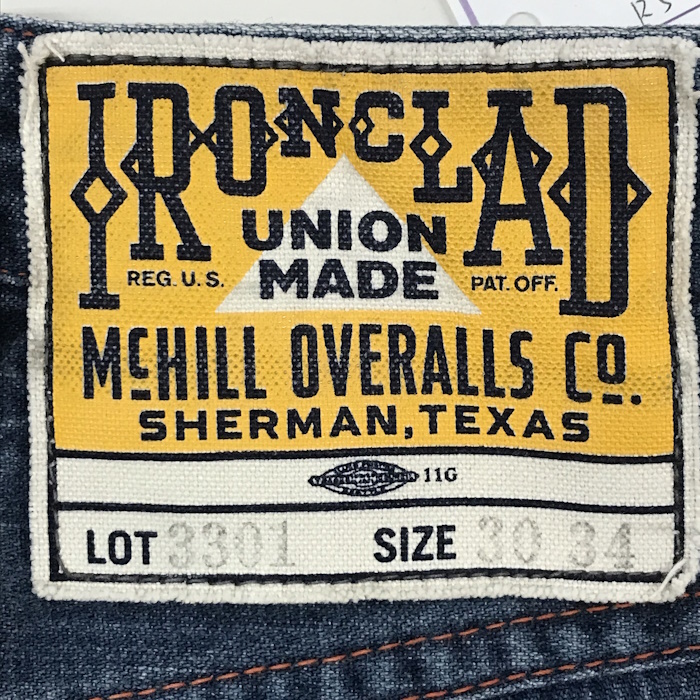 IRONCLAD
UNION
MADE
REG. U. S.
PAT. OFF.
McHILL OVERALLS Co.
SHERMAN, TEXAS
11G
LOT 3301 SIZE 30 34